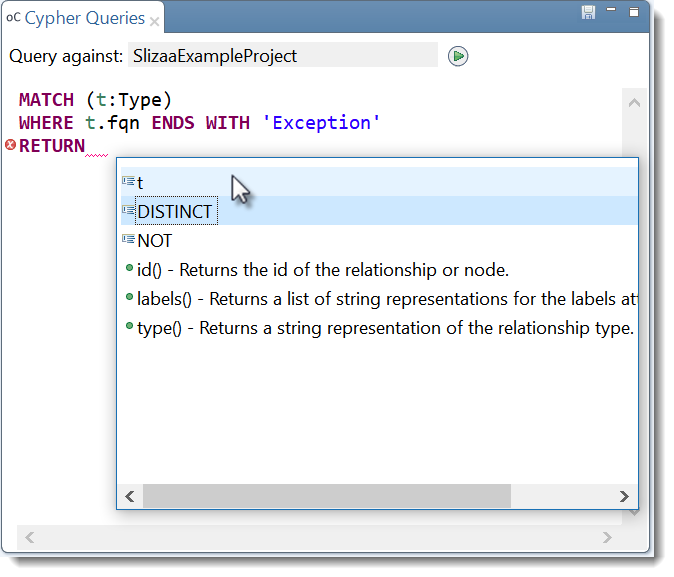 oC Cypher Queries
Query against: SlizaaExampleProject
MATCH (t:Type)
WHERE t.fqn ENDS WITH 'Exception'
RETURN
t
DISTINCT
NOT
id() - Returns the id of the relationship or node.
labels() - Returns a list of string representations for the labels at
type() - Returns a string representation of the relationship type.